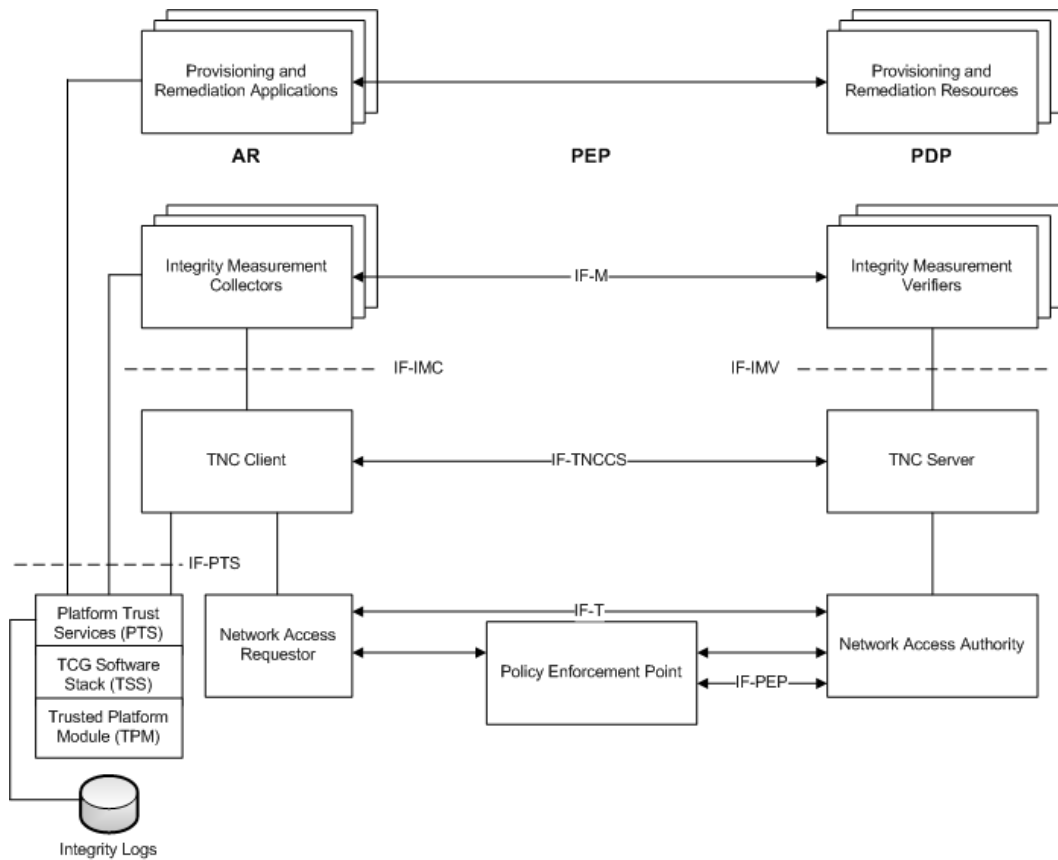 Provisioning and
Remediation Applications
Provisioning and
Remediation Resources
AR
PEP
PDP
Integrity Measurement
Collectors
IF-M
Integrity Measurement
Verifiers
IF-IMC
IF-IMV
TNC Client
IF-TNCCS
TNC Server
IF-PTS
Platform Trust
Services (PTS)
TCG Software
Stack (TSS)
Trusted Platform
Module (TPM)
Network Access
Requestor
IF-T
Policy Enforcement Point
IF-PEP
Network Access Authority
Integrity Logs